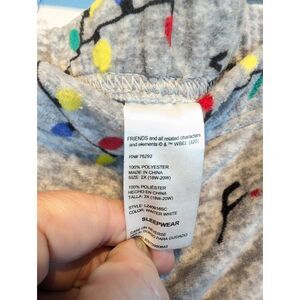 FRIENDS and all related characters
and elements © & ™ WBEI. (s20)
RN# 76292
100% POLYESTER
MADE IN CHINA
SIZE: 2X (18W-20W)
100% POLIÉSTER
HECHO EN CHINA
TALLA: 2X (18W-20W)
COLOR: WINTER WHITE
SLEEPWEAR